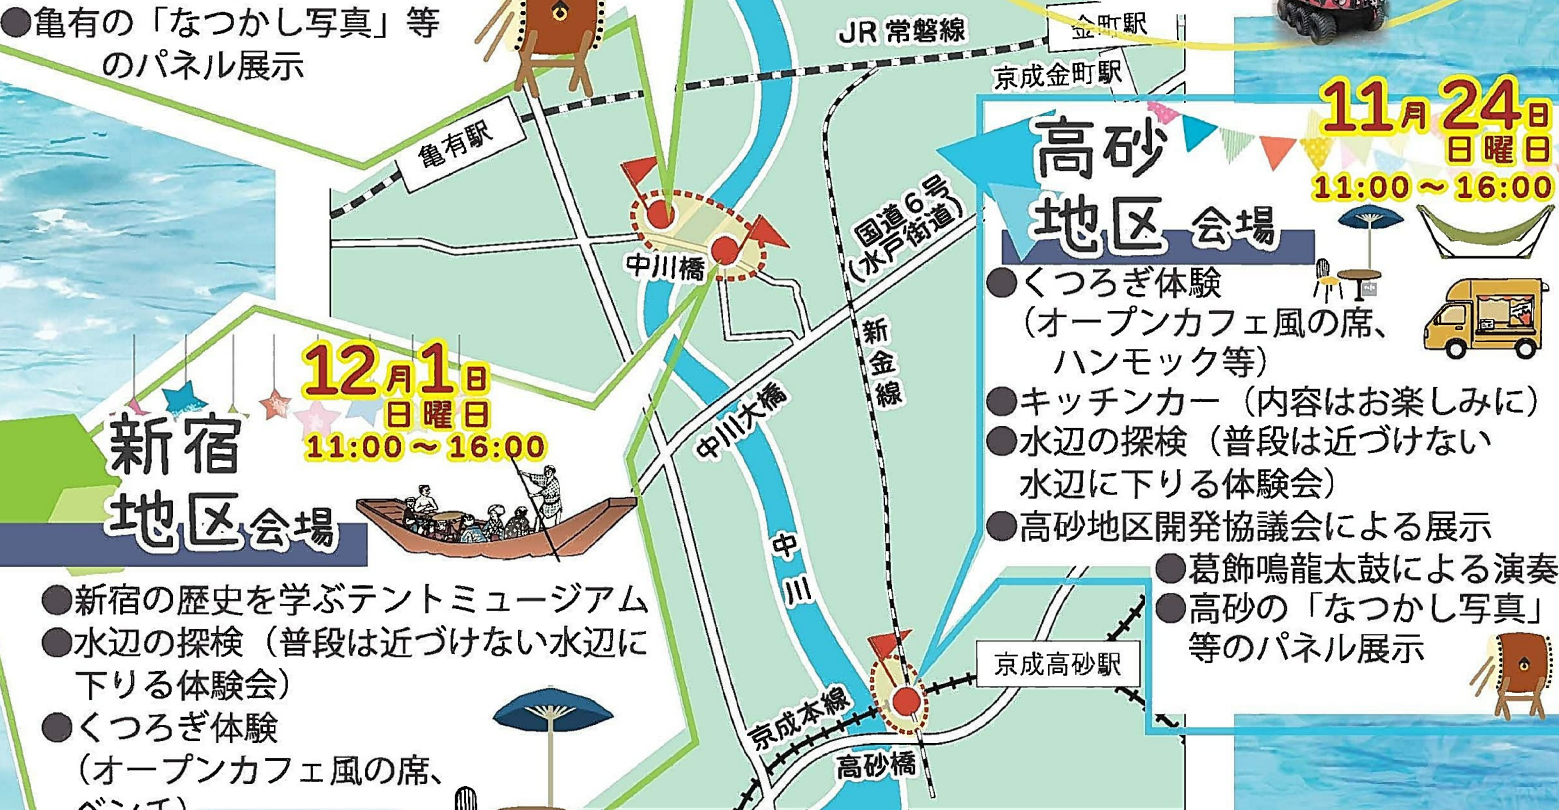 ●亀有の「なつかし写真」等
のパネル展示
JR常磐線
金町駅
京成金町駅
亀有駅
中川橋
国道6号
(水戸街道)
新金線
中川大橋
中川
京成本線
高砂橋
京成高砂駅
11月24日
日曜日
11:00～16:00
高砂
地区 会場
●くつろぎ体験
(オープンカフェ風の席、
ハンモック等)
●キッチンカー(内容はお楽しみに)
●水辺の探検(普段は近づけない
水辺に下りる体験会)
●高砂地区開発協議会による展示
●葛飾鳴龍太鼓による演奏
●高砂の「なつかし写真」
等のパネル展示
12月1日
日曜日
11:00～16:00
新宿
地区会場
●新宿の歴史を学ぶテントミュージアム
●水辺の探検(普段は近づけない水辺に
下りる体験会)
●くつろぎ体験
(オープンカフェ風の席、
ベンチ)